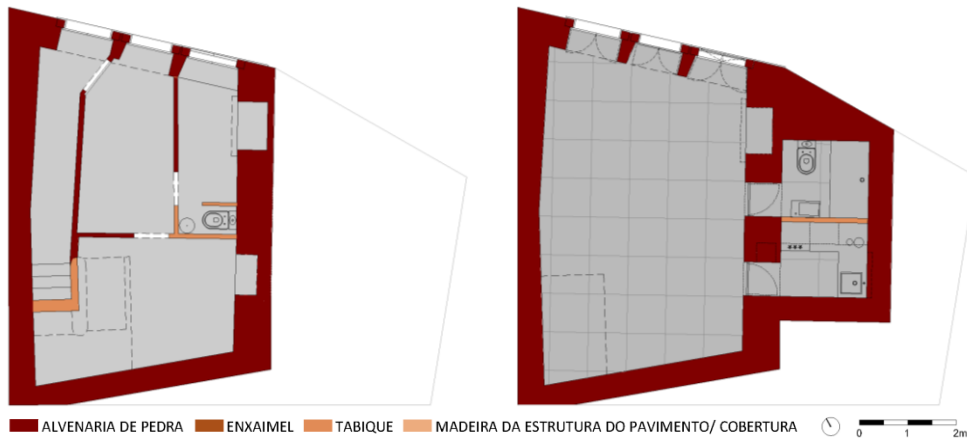 ALVENARIA DE PEDRA ENXAIMEL TABIQUE MADEIRA DA ESTRUTURA DO PAVIMENTO/ COBERTURA 0 1 2m